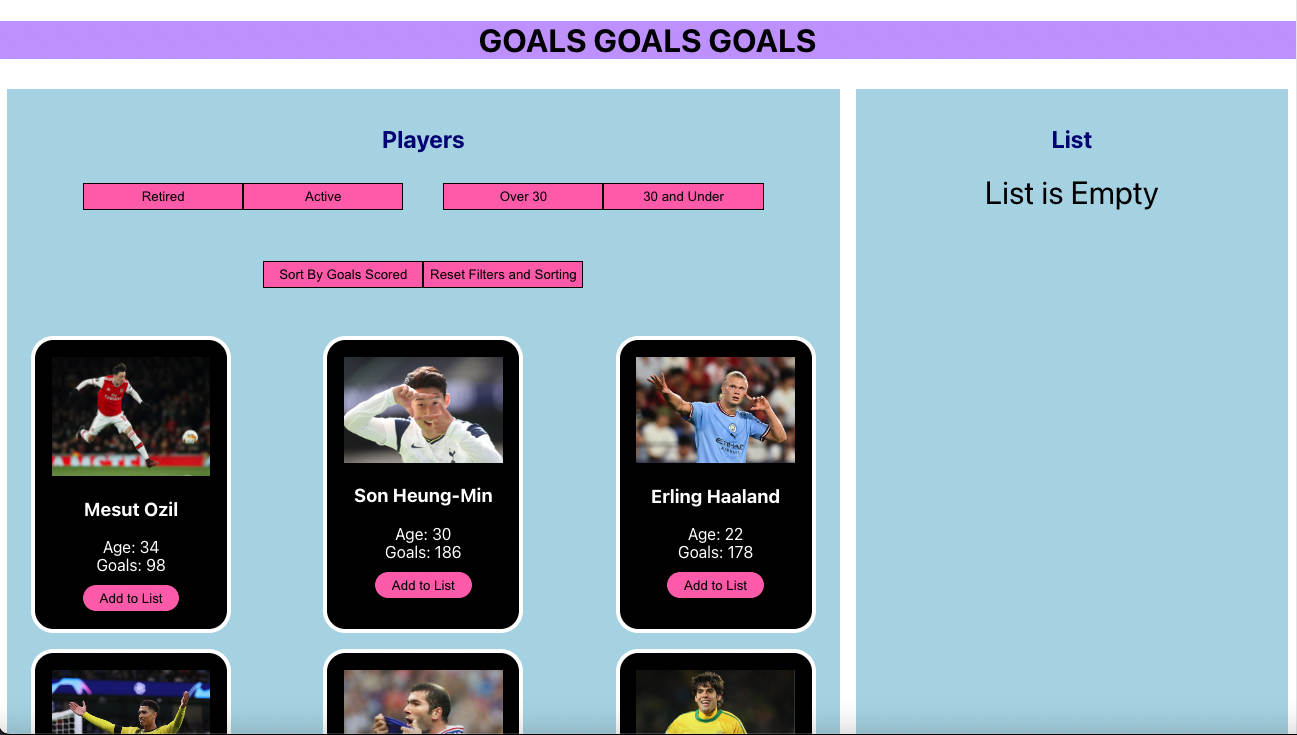 GOALS GOALS GOALS
Players
Retired
Active
Over 30
30 and Under
Sort By Goals Scored
Reset Filters and Sorting
Mesut Ozil
Age: 34
Goals: 98
Add to List
Son Heung-Min
Age: 30
Goals: 186
Add to List
Erling Haaland
Age: 22
Goals: 178
Add to List
List
List is Empty